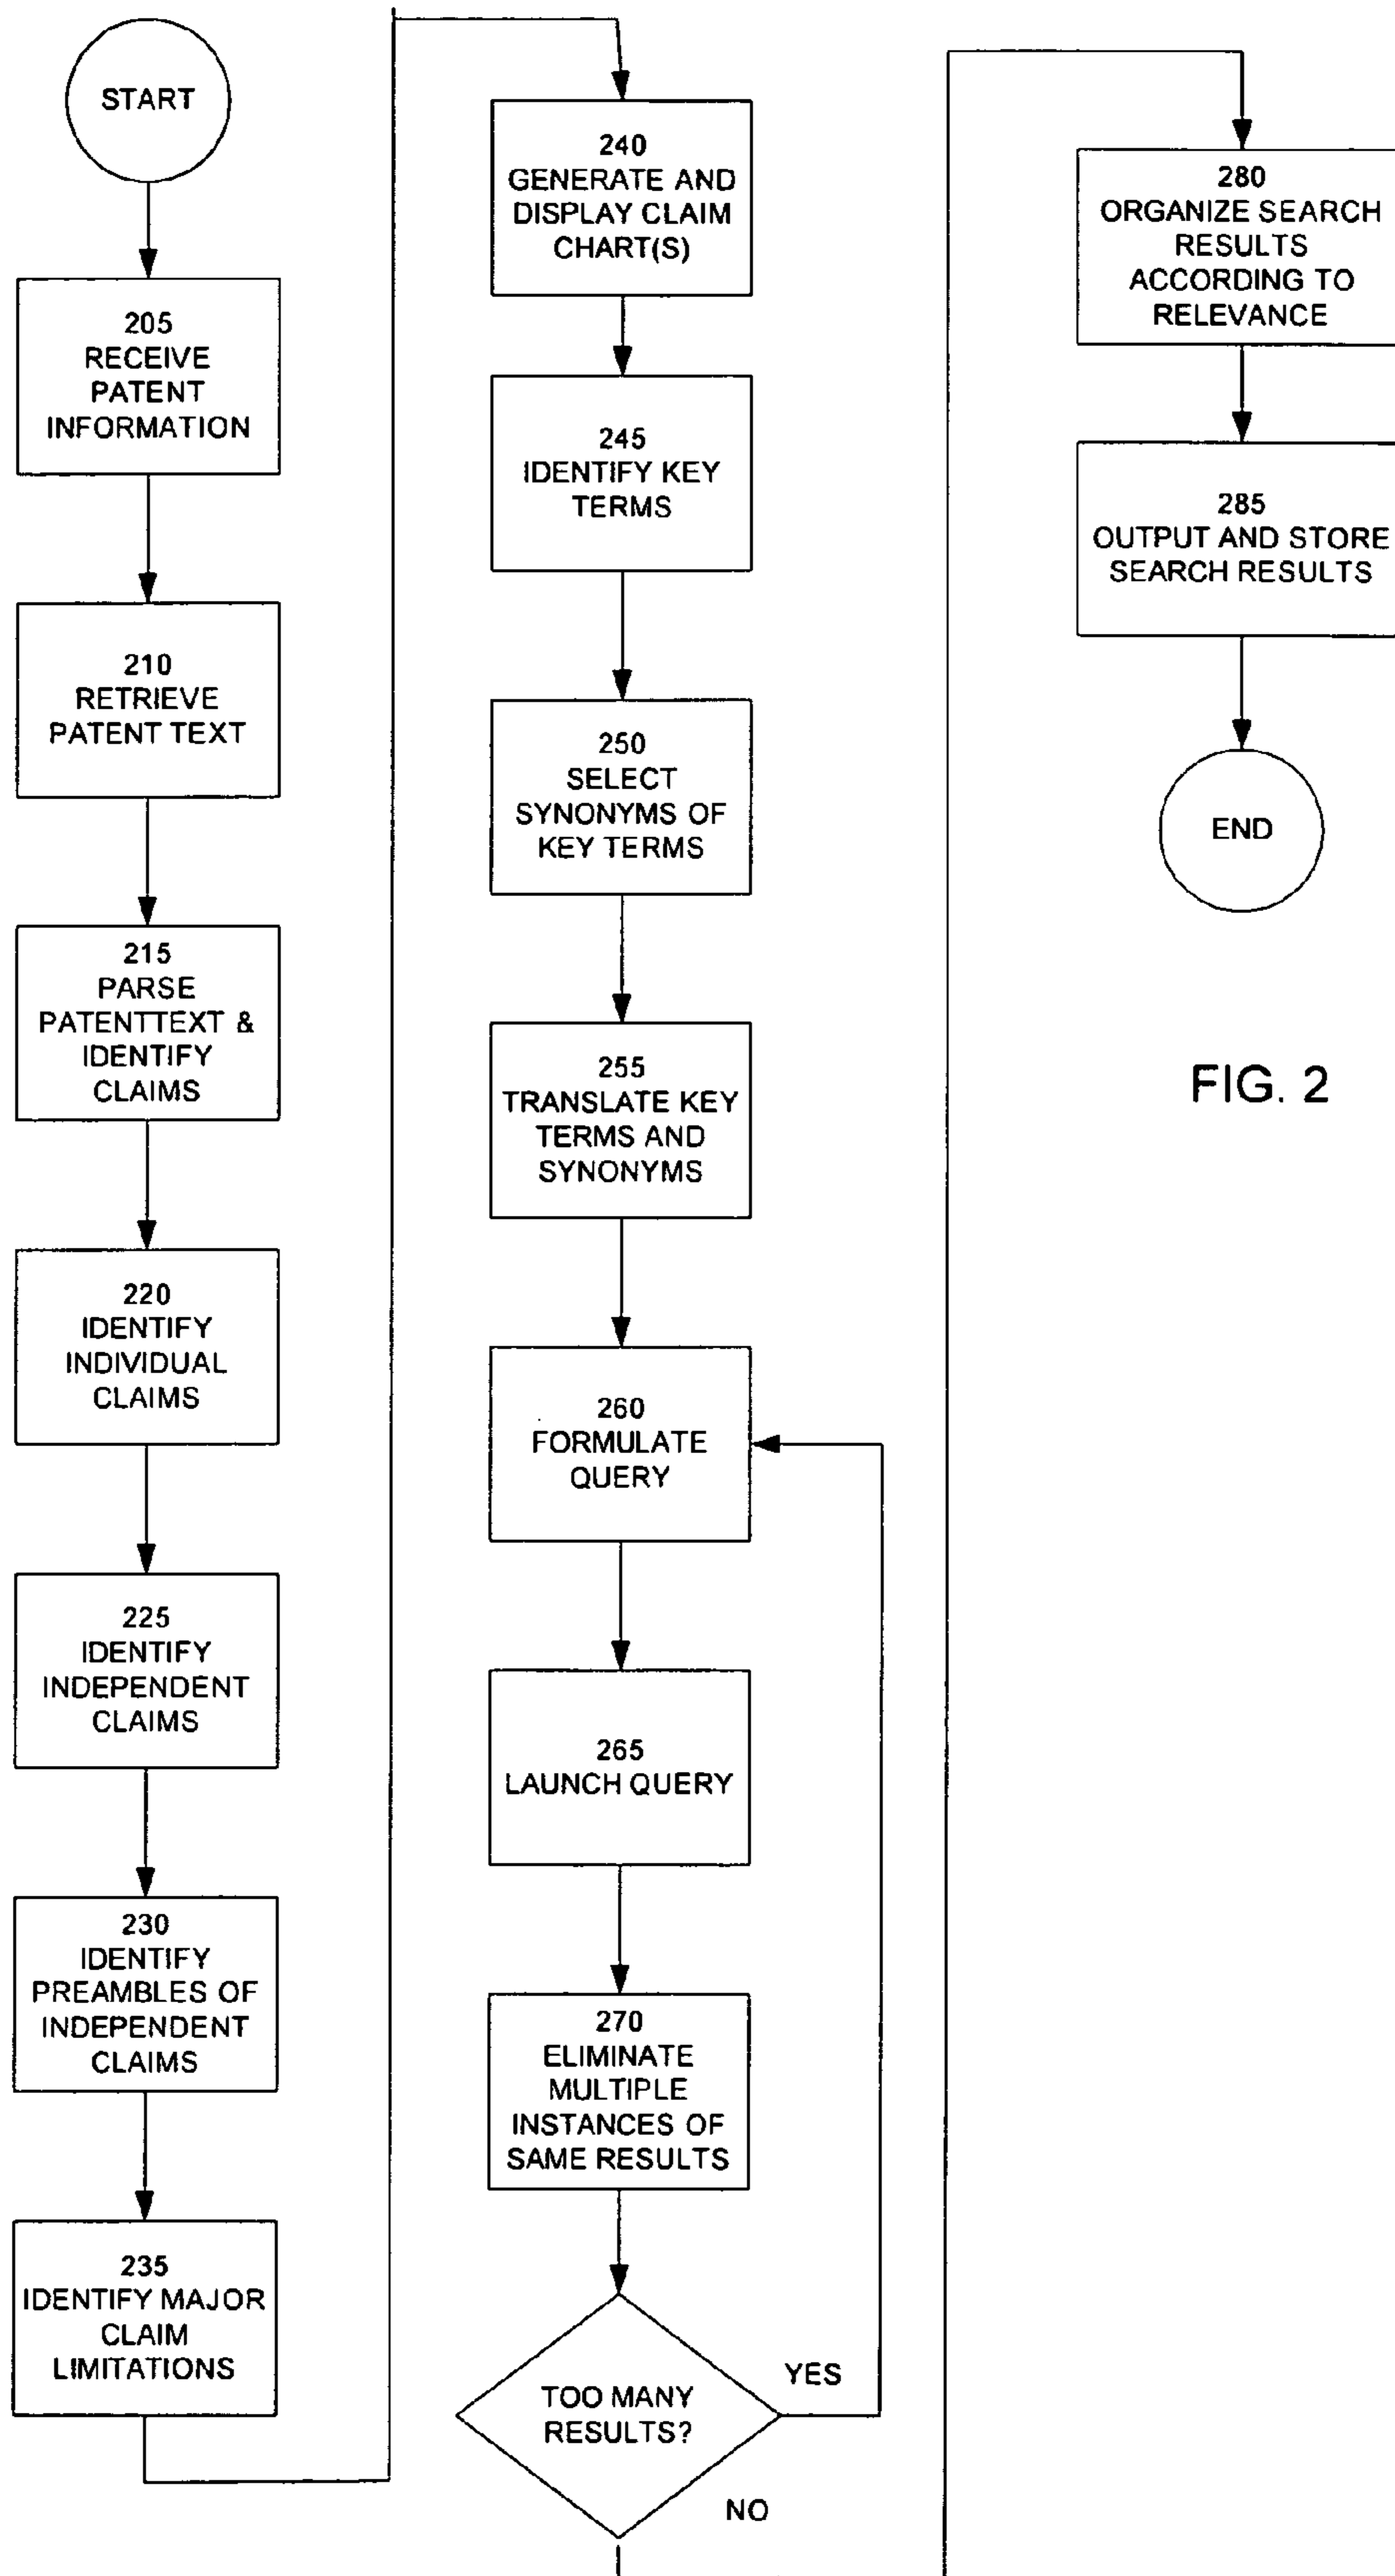 START
205
RECEIVE
PATENT
INFORMATION
210
RETRIEVE
PATENT TEXT
215
PARSE
PATENTTEXT &
IDENTIFY
CLAIMS
220
IDENTIFY
INDIVIDUAL
CLAIMS
225
IDENTIFY
INDEPENDENT
CLAIMS
230
IDENTIFY
PREAMBLES OF
INDEPENDENT
CLAIMS
235
IDENTIFY MAJOR
CLAIM
LIMITATIONS
240
GENERATE AND
DISPLAY CLAIM
CHART(S)
245
IDENTIFY KEY
TERMS
250
SELECT
SYNONYMS OF
KEY TERMS
255
TRANSLATE KEY
TERMS AND
SYNONYMS
260
FORMULATE
QUERY
265
LAUNCH QUERY
270
ELIMINATE
MULTIPLE
INSTANCES OF
SAME RESULTS
TOO MANY
RESULTS?
YES
NO
280
ORGANIZE SEARCH
RESULTS
ACCORDING TO
RELEVANCE
285
OUTPUT AND STORE
SEARCH RESULTS
END
FIG. 2